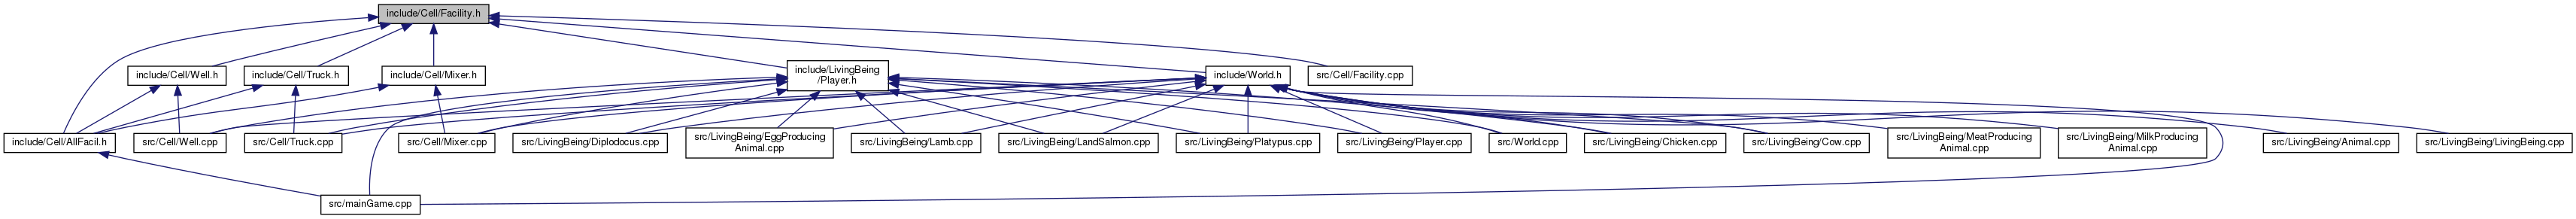 include/Cell/Facility.h
include/Cell/Well.h
include/Cell/Truck.h
include/Cell/Mixer.h
include/LivingBeing
/Player.h
include/World.h
src/Cell/Facility.cpp
include/Cell/AllFacil.h
src/Cell/Well.cpp
src/Cell/Truck.cpp
src/Cell/Mixer.cpp
src/LivingBeing/Diplodocus.cpp
src/LivingBeing/EggProducing
Animal.cpp
src/LivingBeing/Lamb.cpp
src/LivingBeing/LandSalmon.cpp
src/LivingBeing/Platypus.cpp
src/LivingBeing/Player.cpp
src/World.cpp
src/LivingBeing/Chicken.cpp
src/LivingBeing/Cow.cpp
src/LivingBeing/MeatProducing
Animal.cpp
src/LivingBeing/MilkProducing
Animal.cpp
src/LivingBeing/Animal.cpp
src/LivingBeing/LivingBeing.cpp
src/mainGame.cpp